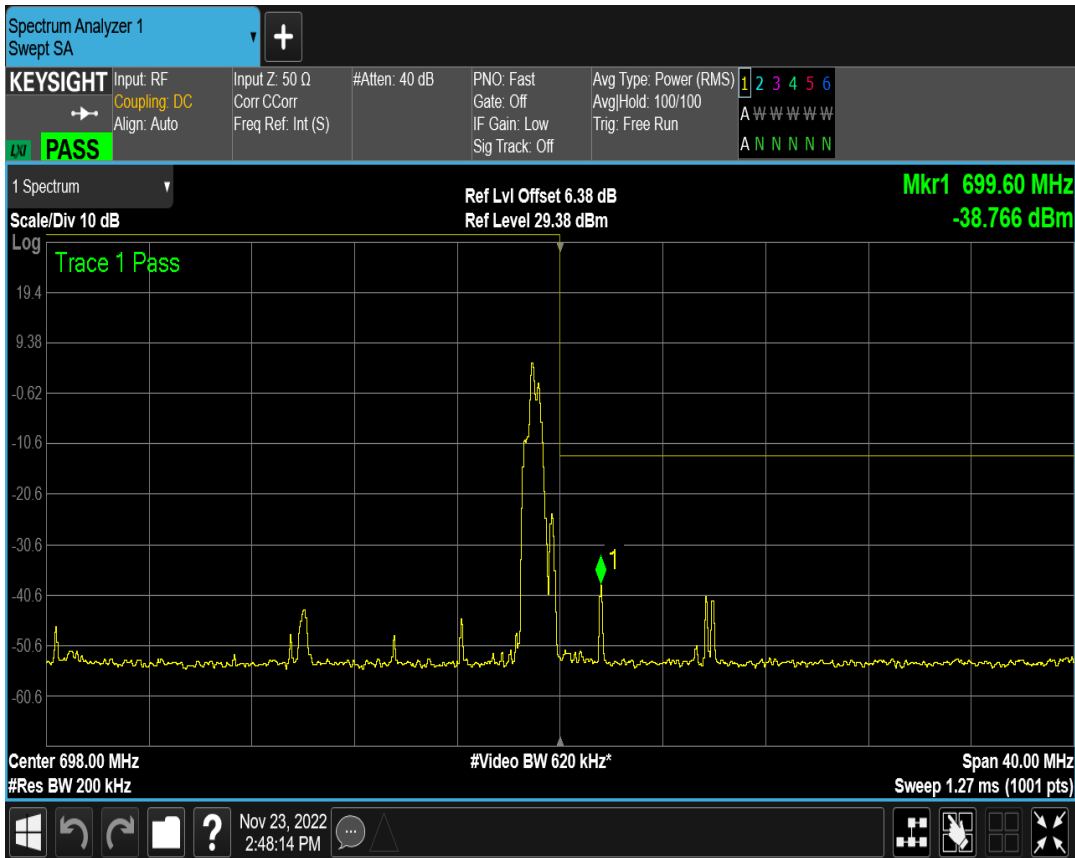 Spectrum Analyzer 1
Swept SA
KEYSIGHT
LXI PASS
Input: RF
Coupling: DC
Align: Auto
Input Z: 50 Ω
Corr CCorr
Freq Ref: Int (S)
#Atten: 40 dB
PNO: Fast
Gate: Off
IF Gain: Low
Sig Track: Off
Avg Type: Power (RMS)
Avg|Hold: 100/100
Trig: Free Run
1 2 3 4 5 6
A W W W W W
A N N N N N
1 Spectrum
Scale/Div 10 dB
Ref Lvl Offset 6.38 dB
Ref Level 29.38 dBm
Mkr1 699.60 MHz
-38.766 dBm
Log
Trace 1 Pass
19.4
9.38
-0.62
-10.6
-20.6
-30.6
-40.6
-50.6
-60.6
1
Center 698.00 MHz
#Res BW 200 kHz
#Video BW 620 kHz*
Span 40.00 MHz
Sweep 1.27 ms (1001 pts)
?
Nov 23, 2022
2:48:14 PM